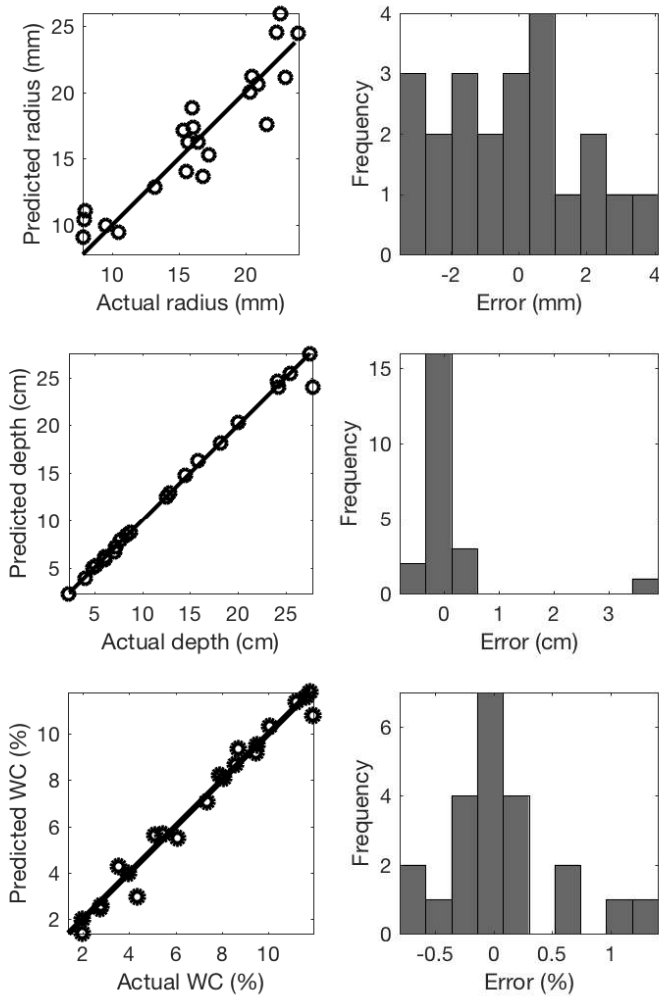 25
20
15
10
Predicted radius (mm)
10 15 20
Actual radius (mm)
4
3
2
1
0
Frequency
-2 0 2 4
Error (mm)
25
20
15
10
5
Predicted depth (cm)
5 10 15 20 25
Actual depth (cm)
15
10
5
0
Frequency
0 1 2 3
Error (cm)
10
8
6
4
2
Predicted WC (%)
2 4 6 8 10
Actual WC (%)
6
4
2
0
Frequency
-0.5 0 0.5 1
Error (%)